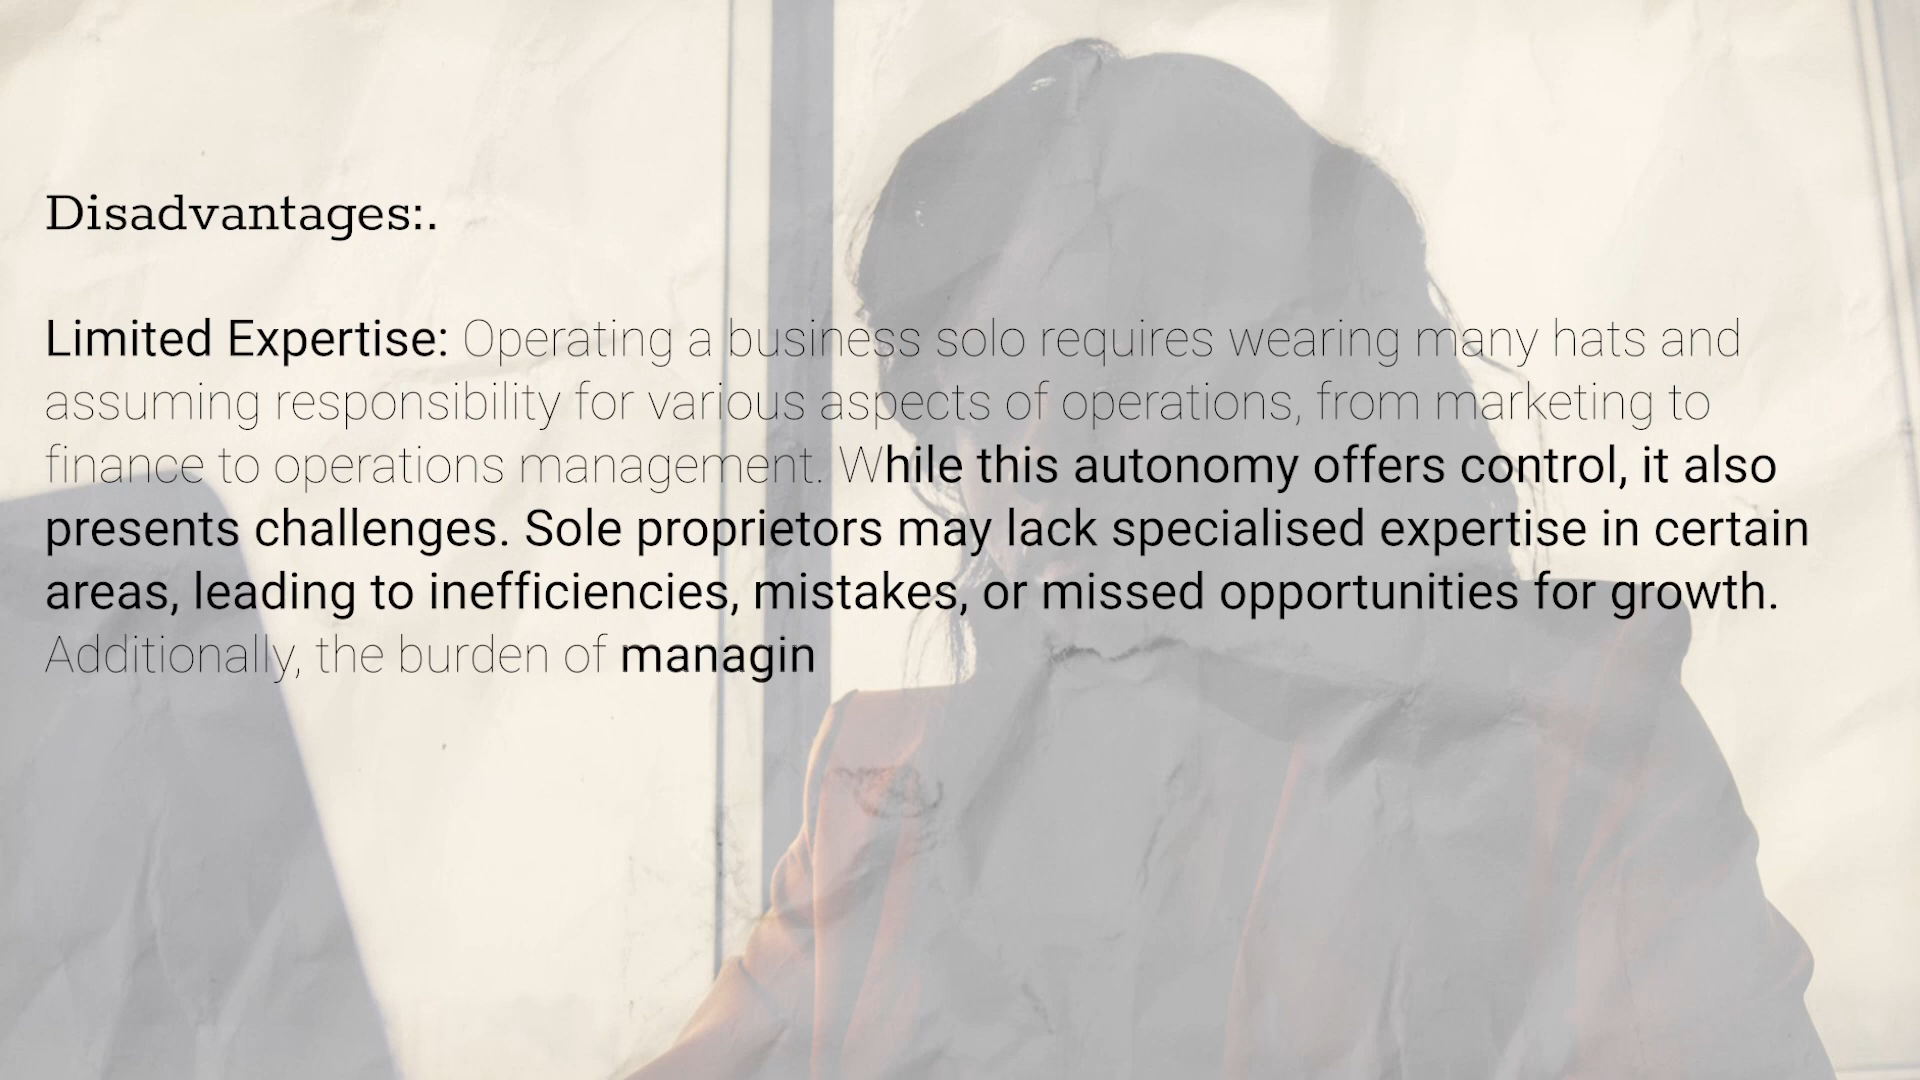 Disadvantages:.
Limited Expertise: Operating a business solo requires wearing many hats and
assuming responsibility for various aspects of operations, from marketing to
finance to operations management. While this autonomy offers control, it also
presents challenges. Sole proprietors may lack specialised expertise in certain
areas, leading to inefficiencies, mistakes, or missed opportunities for growth.
Additionally, the burden of managin